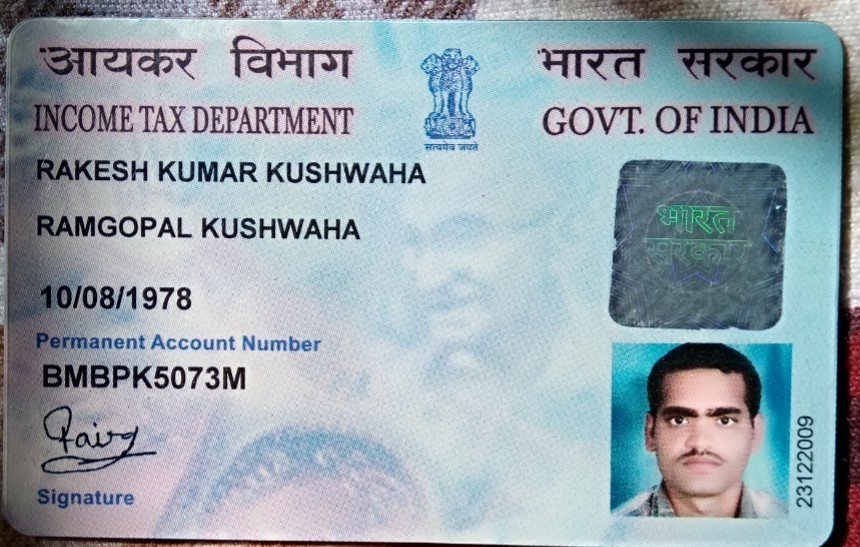 आयकर विभाग
भारत सरकार
INCOME TAX DEPARTMENT
GOVT. OF INDIA
सत्यमेव जयते
RAKESH KUMAR KUSHWAHA
RAMGOPAL KUSHWAHA
भारत
सरकार
10/08/1978
Permanent Account Number
BMBPK5073M
Signature
23122009